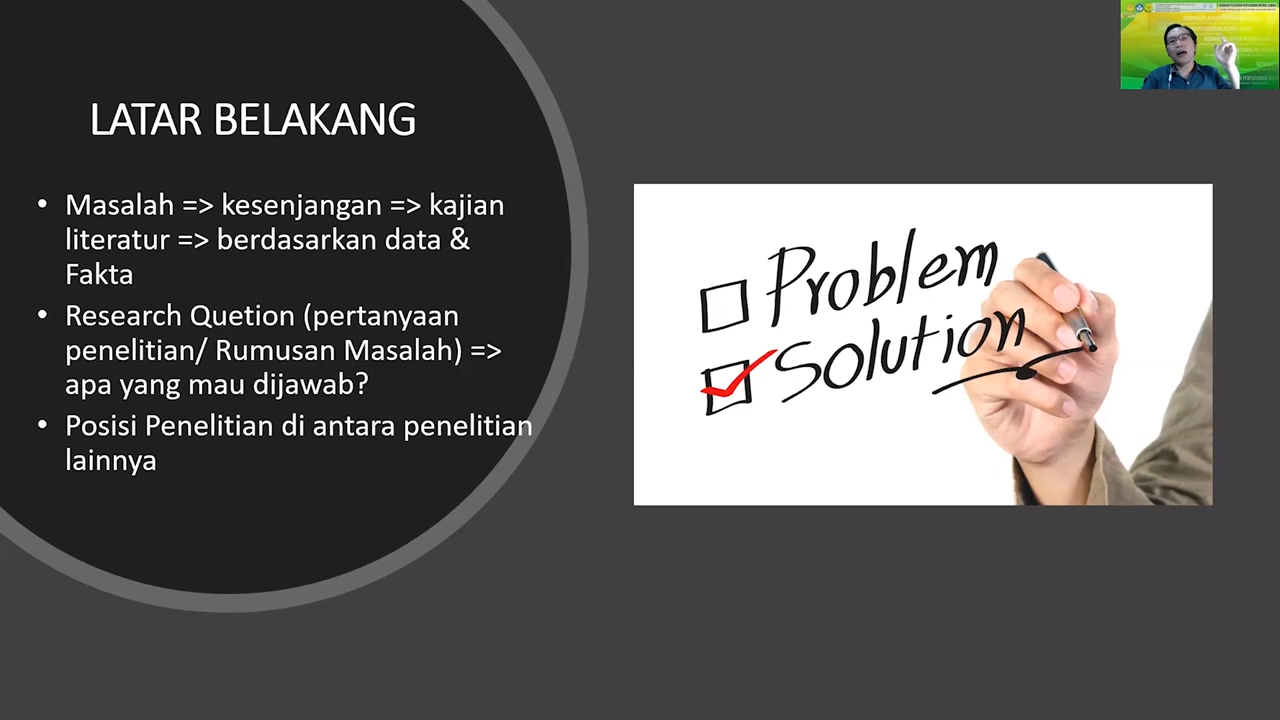 LATAR BELAKANG
• Masalah => kesenjangan => kajian
literatur => berdasarkan data &
Fakta
• Research Quetion (pertanyaan
penelitian/ Rumusan Masalah) =>
apa yang mau dijawab?
• Posisi Penelitian di antara penelitian
lainnya
Problem
Solution